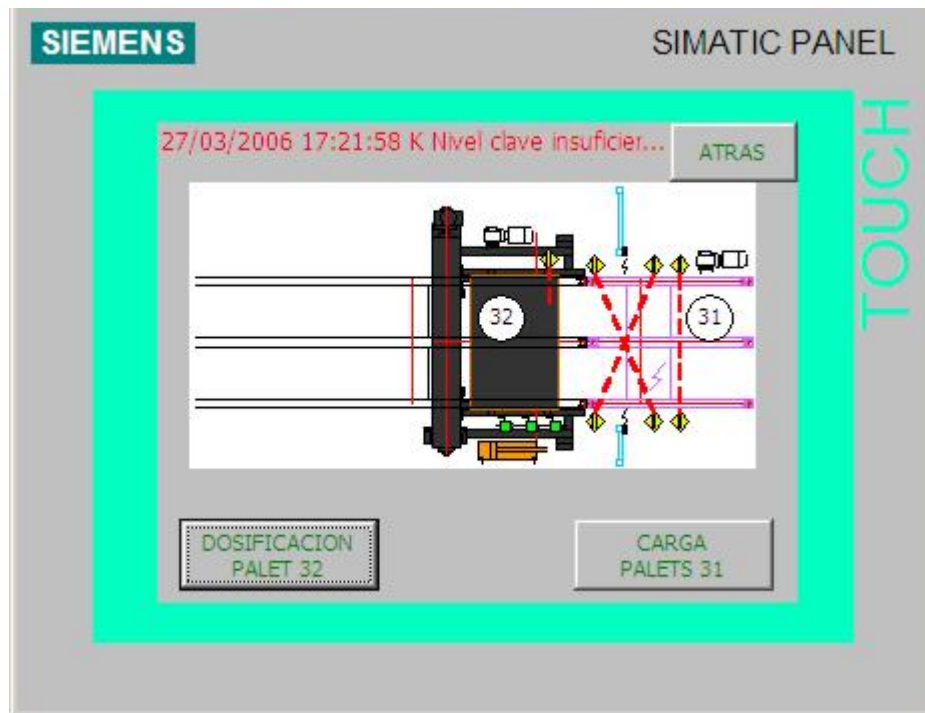 SIEMENS
SIMATIC PANEL
TOUCH
27/03/2006 17:21:58 K Nivel clave insuficier...
ATRAS
32
31
DOSIFICACION
PALET 32
CARGA
PALETS 31